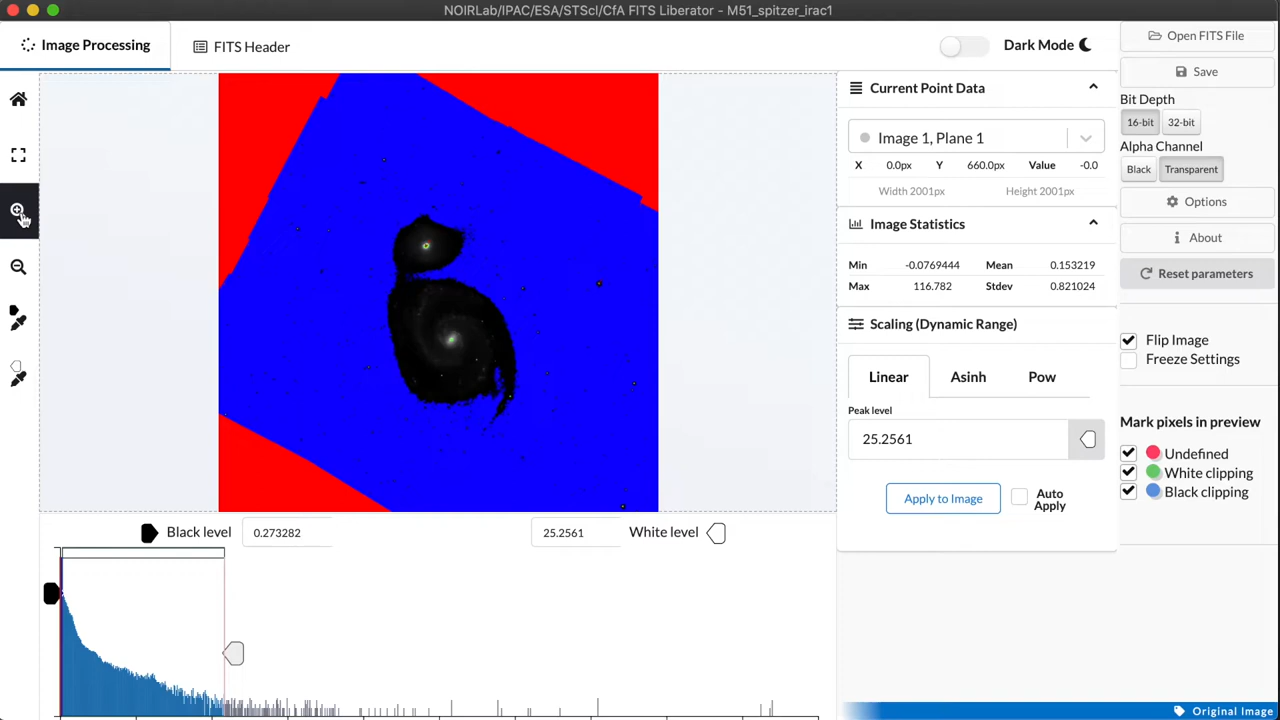 NOIRLab/IPAC/ESA/STScI/CfA FITS Liberator - M51_spitzer_irac1
Image Processing
FITS Header
Dark Mode
Current Point Data
Image 1, Plane 1
X 0.0px Y 660.0px Value -0.0
Width 2001px Height 2001px
Image Statistics
Min -0.0769444 Mean 0.153219
Max 116.782 Stdev 0.821024
Scaling (Dynamic Range)
Linear Asinh Pow
Peak level
25.2561
Apply to Image
Auto
Apply
Open FITS File
Save
Bit Depth
16-bit 32-bit
Alpha Channel
Black Transparent
Options
About
Reset parameters
Flip Image
Freeze Settings
Mark pixels in preview
Undefined
White clipping
Black clipping
Black level 0.273282 25.2561 White level
Original Image